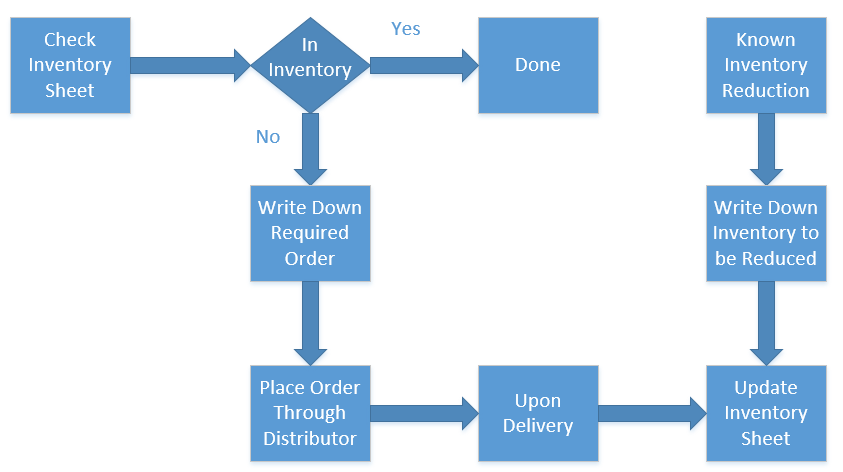 Check
Inventory
Sheet
In
Inventory
Yes
Done
Known
Inventory
Reduction
No
Write Down
Required
Order
Write Down
Inventory to
be Reduced
Place Order
Through
Distributor
Upon
Delivery
Update
Inventory
Sheet